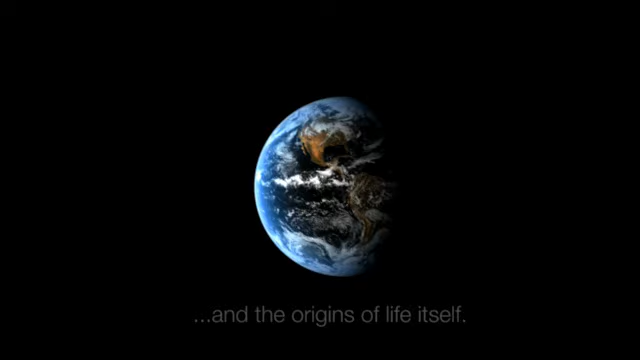 ...and the origins of life itself.